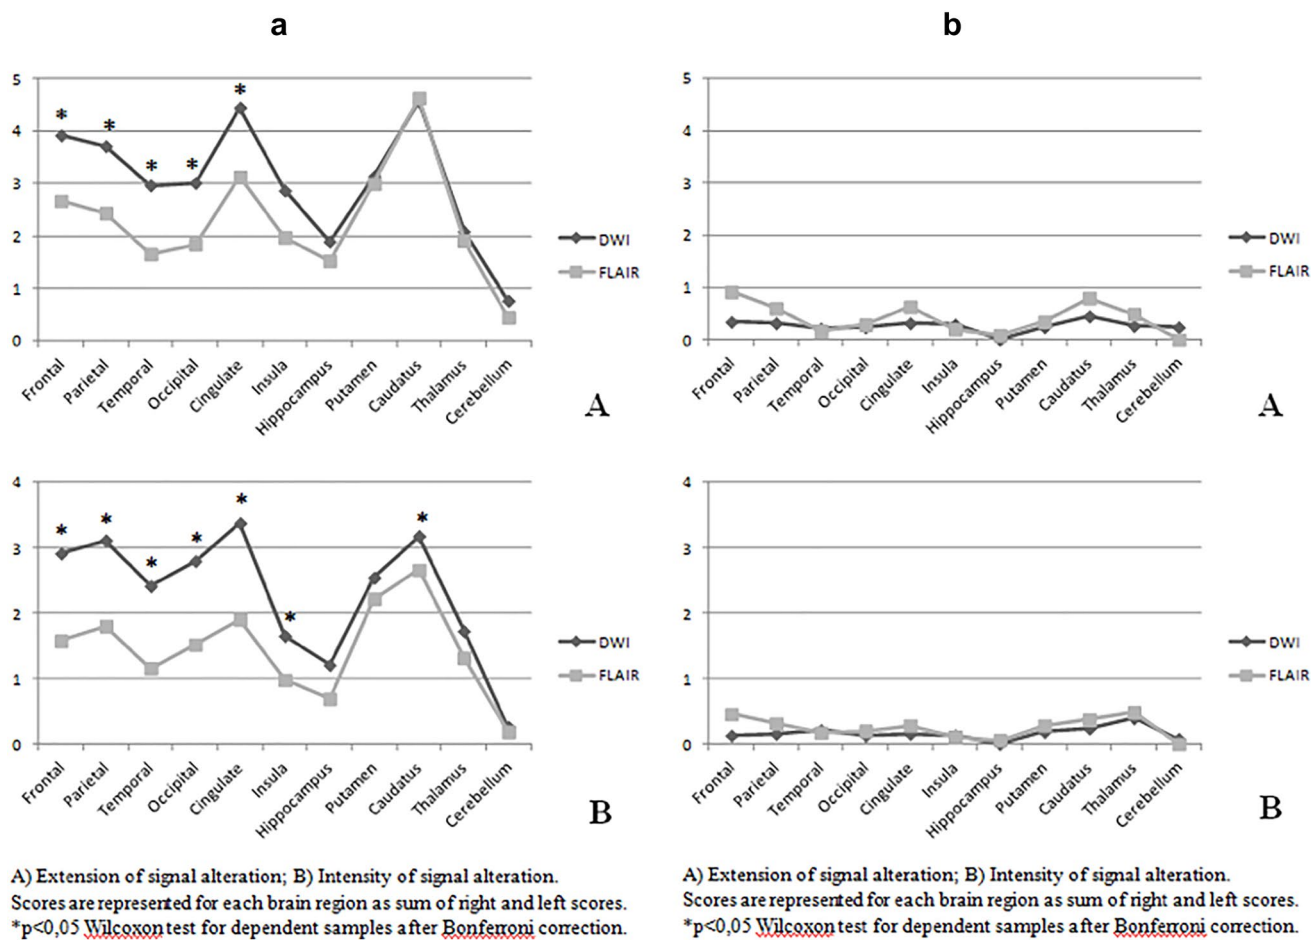 a
5
4
3
2
1
0
* * * * *
DWI
FLAIR
Frontal
Parietal
Temporal
Occipital
Cingulate
Insula
Hippocampus
Putamen
Caudatus
Thalamus
Cerebellum
A
4
3
2
1
0
* * * * * * *
DWI
FLAIR
Frontal
Parietal
Temporal
Occipital
Cingulate
Insula
Hippocampus
Putamen
Caudatus
Thalamus
Cerebellum
B
A) Extension of signal alteration; B) Intensity of signal alteration.
Scores are represented for each brain region as sum of right and left scores.
*p<0,05 Wilcoxon test for dependent samples after Bonferroni correction.
b
5
4
3
2
1
0
DWI
FLAIR
Frontal
Parietal
Temporal
Occipital
Cingulate
Insula
Hippocampus
Putamen
Caudatus
Thalamus
Cerebellum
A
4
3
2
1
0
DWI
FLAIR
Frontal
Parietal
Temporal
Occipital
Cingulate
Insula
Hippocampus
Putamen
Caudatus
Thalamus
Cerebellum
B
A) Extension of signal alteration; B) Intensity of signal alteration.
Scores are represented for each brain region as sum of right and left scores.
*p<0,05 Wilcoxon test for dependent samples after Bonferroni correction.